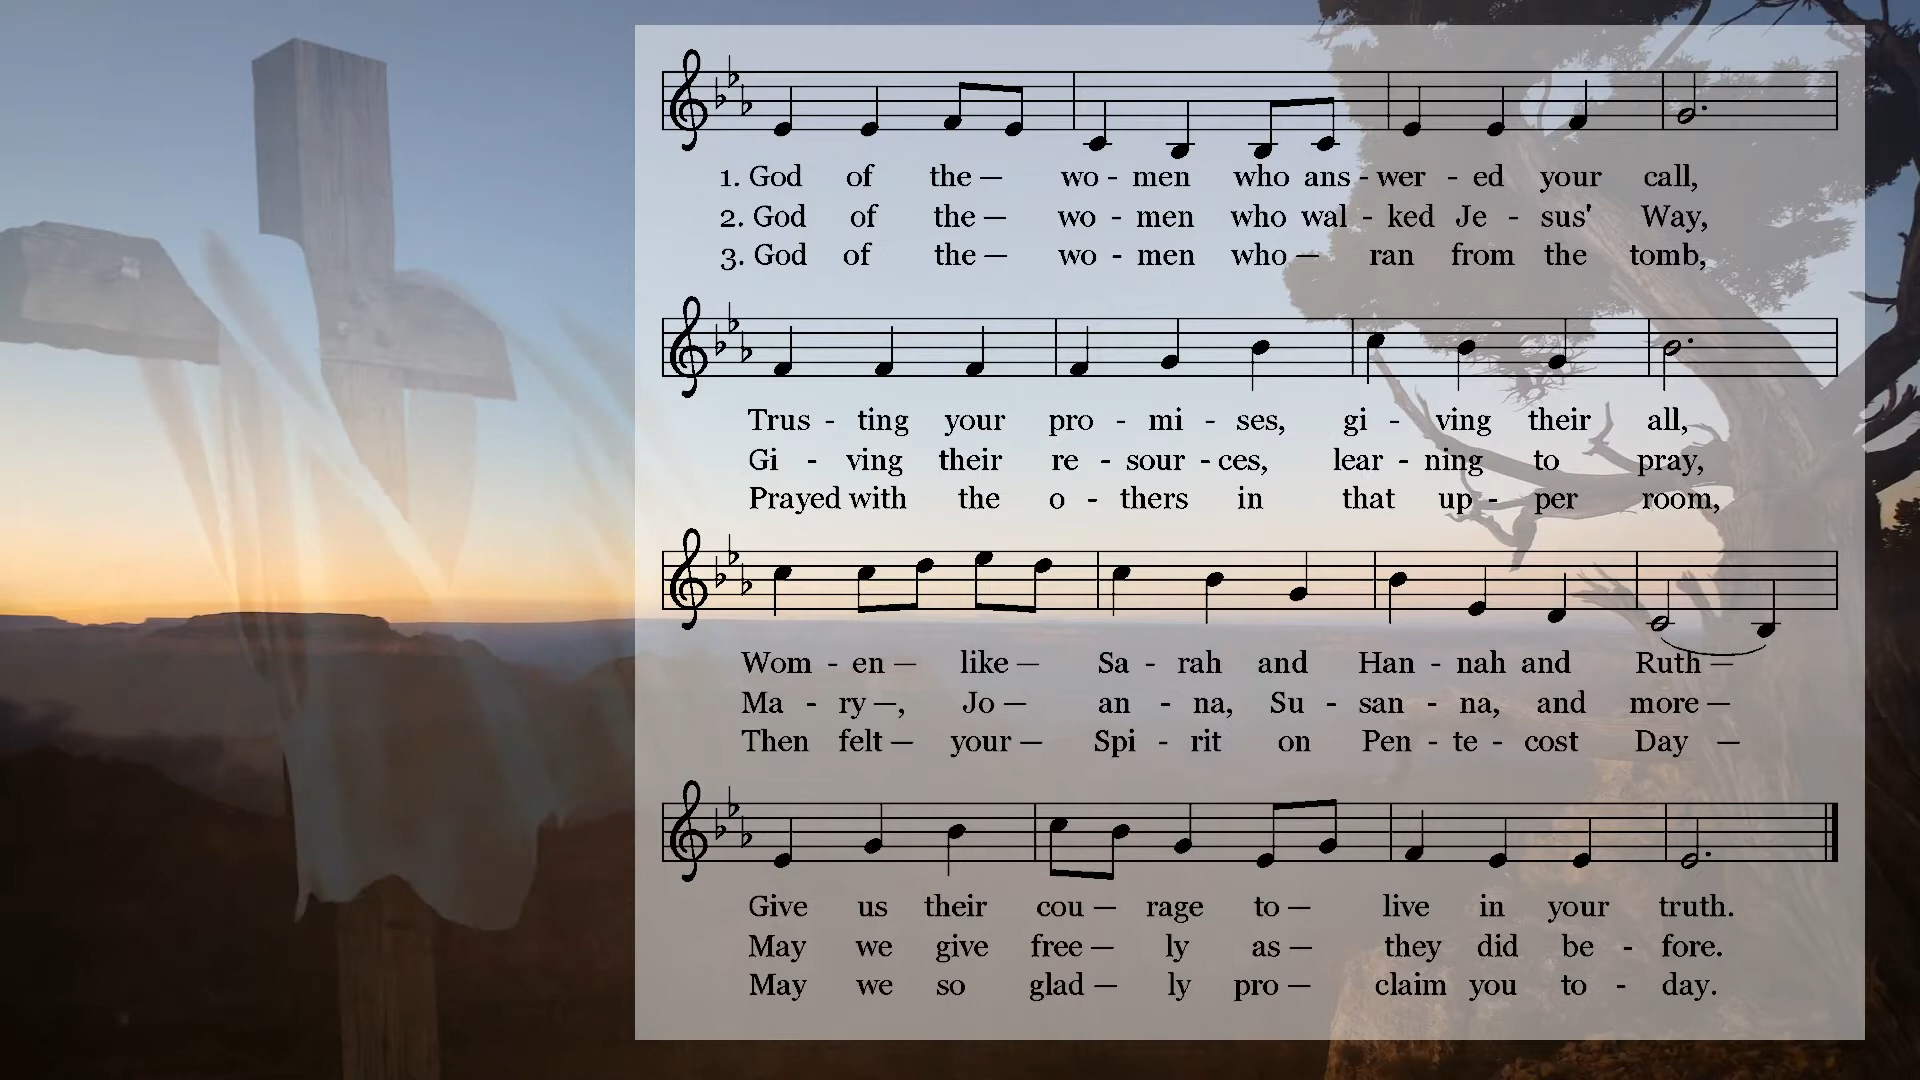 1. God of the — wo - men who ans - wer - ed your call,
2. God of the — wo - men who wal - ked Je - sus' Way,
3. God of the — wo - men who — ran from the tomb,
Trus - ting your pro - mi - ses, gi - ving their all,
Gi - ving their re - sour - ces, lear - ning to pray,
Prayed with the o - thers in that up - per room,
Wom - en — like — Sa - rah and Han - nah and Ruth —
Ma - ry —, Jo — an - na, Su - san - na, and more —
Then felt — your — Spi - rit on Pen - te - cost Day —
Give us their cou — rage to — live in your truth.
May we give free — ly as — they did be - fore.
May we so glad — ly pro — claim you to - day.